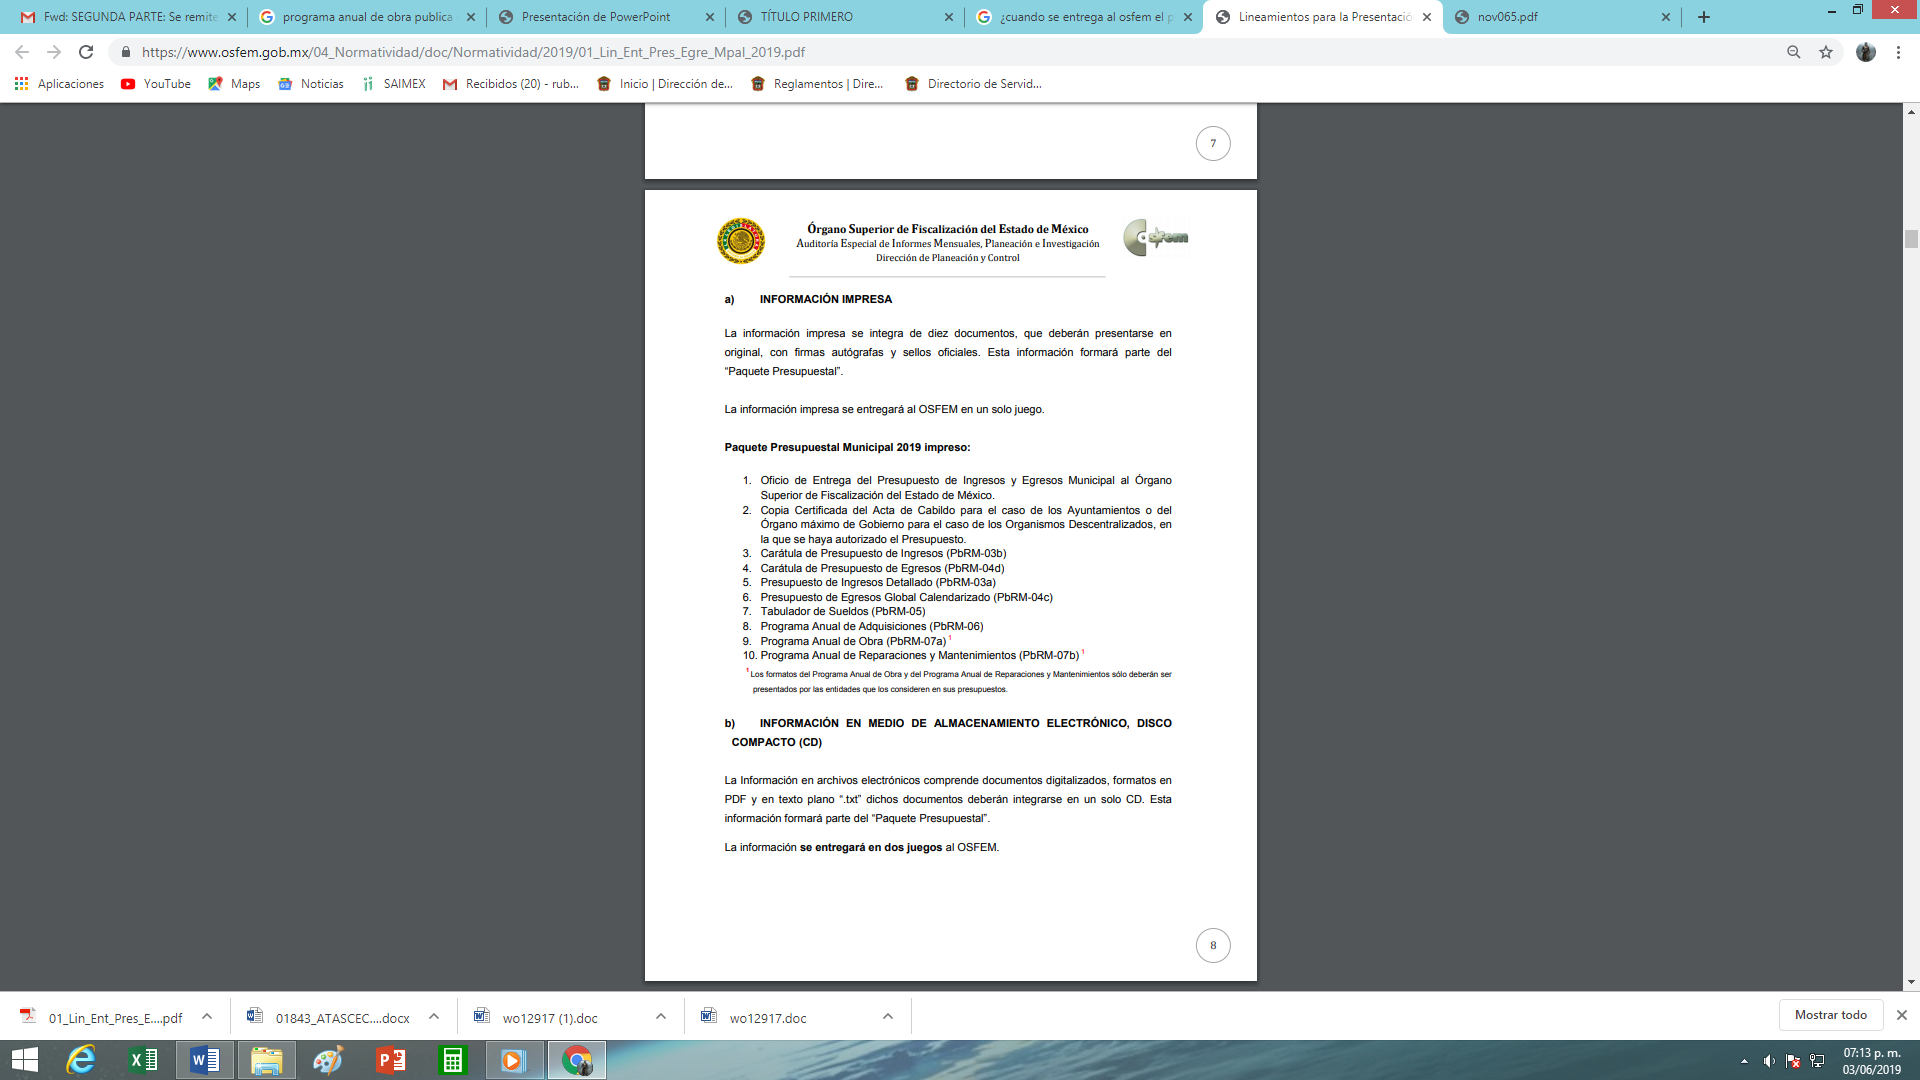 Fwd: SEGUNDA PARTE: Se remite
programa anual de obra publica
Presentación de PowerPoint
TÍTULO PRIMERO
¿cuando se entrega al osfem el p
Lineamientos para la Presentació
nov065.pdf
https://www.osfem.gob.mx/04_Normatividad/doc/Normatividad/2019/01_Lin_Ent_Pres_Egre_Mpal_2019.pdf
Aplicaciones
YouTube
Maps
Noticias
SAIMEX
Recibidos (20) - rub...
Inicio | Dirección de...
Reglamentos | Dire...
Directorio de Servid...
7
Órgano Superior de Fiscalización del Estado de México
Auditoría Especial de Informes Mensuales, Planeación e Investigación
Dirección de Planeación y Control
osfem
a) INFORMACIÓN IMPRESA
La información impresa se integra de diez documentos, que deberán presentarse en
original, con firmas autógrafas y sellos oficiales. Esta información formará parte del
“Paquete Presupuestal”.
La información impresa se entregará al OSFEM en un solo juego.
Paquete Presupuestal Municipal 2019 impreso:
1. Oficio de Entrega del Presupuesto de Ingresos y Egresos Municipal al Órgano
Superior de Fiscalización del Estado de México.
2. Copia Certificada del Acta de Cabildo para el caso de los Ayuntamientos o del
Órgano máximo de Gobierno para el caso de los Organismos Descentralizados, en
la que se haya autorizado el Presupuesto.
3. Carátula de Presupuesto de Ingresos (PbRM-03b)
4. Carátula de Presupuesto de Egresos (PbRM-04d)
5. Presupuesto de Ingresos Detallado (PbRM-03a)
6. Presupuesto de Egresos Global Calendarizado (PbRM-04c)
7. Tabulador de Sueldos (PbRM-05)
8. Programa Anual de Adquisiciones (PbRM-06)
9. Programa Anual de Obra (PbRM-07a) 1
10. Programa Anual de Reparaciones y Mantenimientos (PbRM-07b) 1
1 Los formatos del Programa Anual de Obra y del Programa Anual de Reparaciones y Mantenimientos sólo deberán ser
presentados por las entidades que los consideren en sus presupuestos.
b) INFORMACIÓN EN MEDIO DE ALMACENAMIENTO ELECTRÓNICO, DISCO
COMPACTO (CD)
La Información en archivos electrónicos comprende documentos digitalizados, formatos en
PDF y en texto plano “.txt” dichos documentos deberán integrarse en un solo CD. Esta
información formará parte del “Paquete Presupuestal”.
La información se entregará en dos juegos al OSFEM.
8
01_Lin_Ent_Pres_E....pdf
01843_ATASCEC....docx
wo12917 (1).doc
wo12917.doc
Mostrar todo
07:13 p. m.
03/06/2019